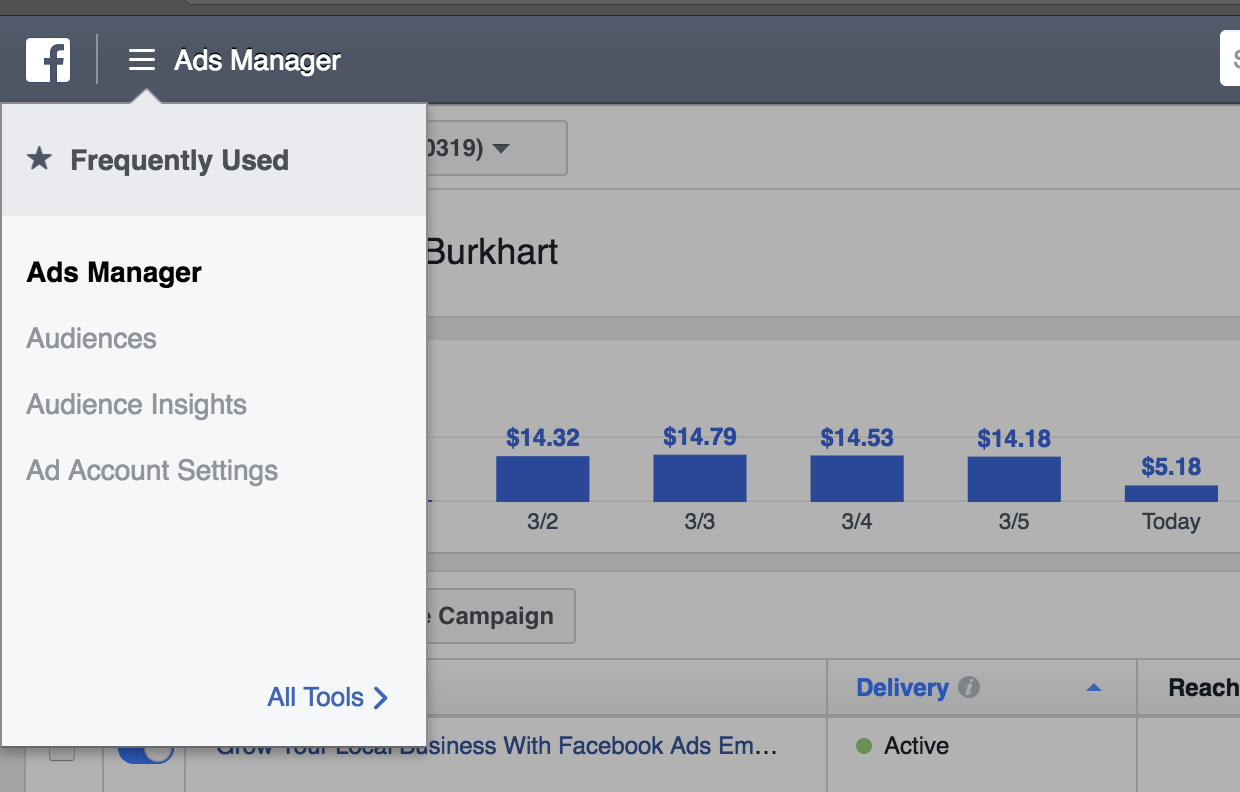 Ads Manager
Frequently Used
0319)
Burkhart
Ads Manager
Audiences
Audience Insights
Ad Account Settings
$14.32 $14.79 $14.53 $14.18 $5.18
3/2 3/3 3/4 3/5 Today
Campaign
All Tools
Delivery Reach
Grow Your Local Business With Facebook Ads Em... Active